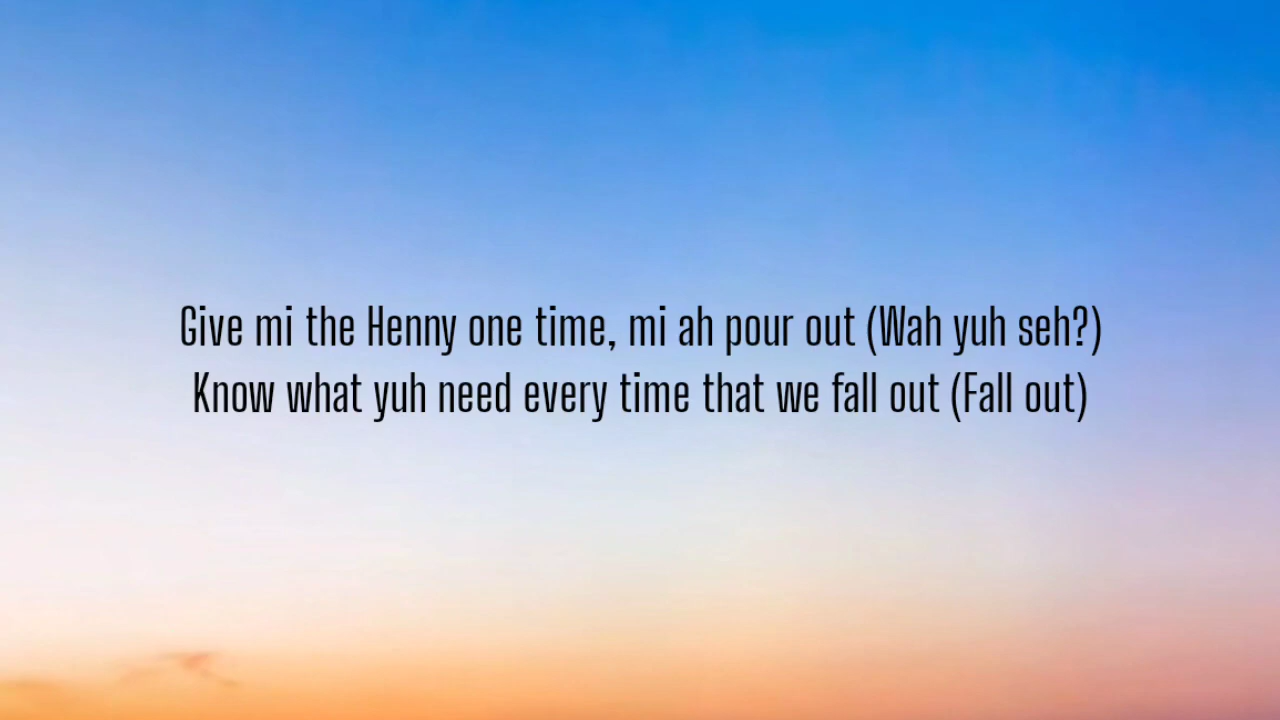 Give mi the Henny one time, mi ah pour out (Wah yuh seh?)
Know what yuh need every time that we fall out (Fall out)